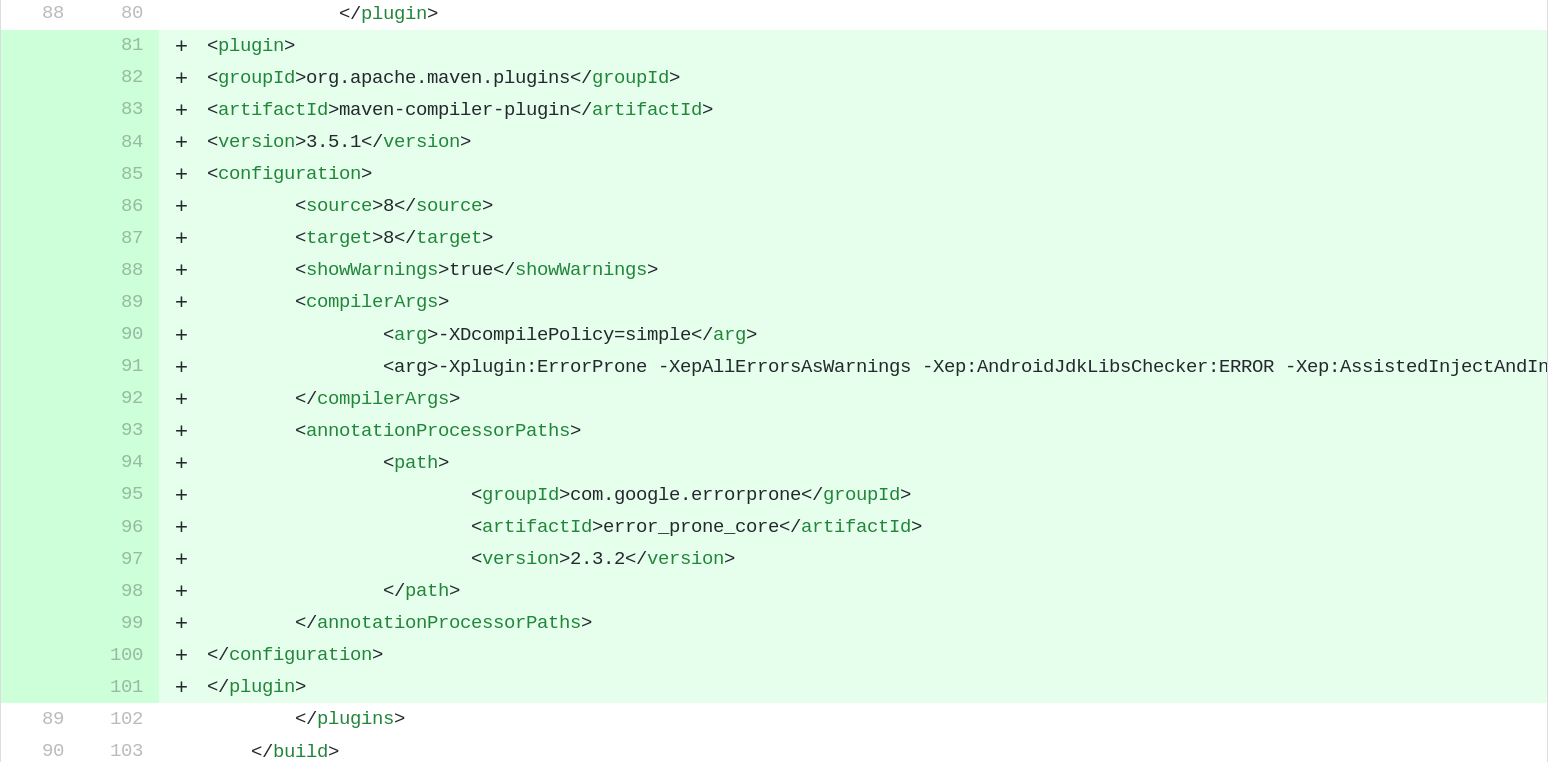 88 80 </plugin>
81 + <plugin>
82 + <groupId>org.apache.maven.plugins</groupId>
83 + <artifactId>maven-compiler-plugin</artifactId>
84 + <version>3.5.1</version>
85 + <configuration>
86 + <source>8</source>
87 + <target>8</target>
88 + <showWarnings>true</showWarnings>
89 + <compilerArgs>
90 + <arg>-XDcompilePolicy=simple</arg>
91 + <arg>-Xplugin:ErrorProne -XepAllErrorsAsWarnings -Xep:AndroidJdkLibsChecker:ERROR -Xep:AssistedInjectAndIn
92 + </compilerArgs>
93 + <annotationProcessorPaths>
94 + <path>
95 + <groupId>com.google.errorprone</groupId>
96 + <artifactId>error_prone_core</artifactId>
97 + <version>2.3.2</version>
98 + </path>
99 + </annotationProcessorPaths>
100 + </configuration>
101 + </plugin>
89 102 </plugins>
90 103 </build>